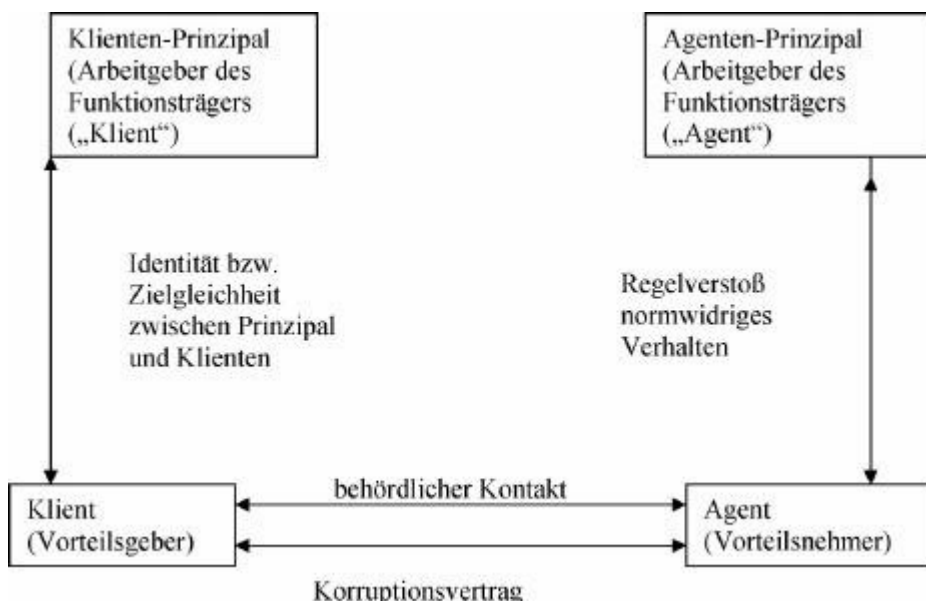 Klienten-Prinzipal
(Arbeitgeber des
Funktionsträgers
(„Klient“)
Agenten-Prinzipal
(Arbeitgeber des
Funktionsträgers
(„Agent“)
Identität bzw.
Zielgleichheit
zwischen Prinzipal
und Klienten
Regelverstoß
normwidriges
Verhalten
Klient
(Vorteilsgeber)
behördlicher Kontakt
Agent
(Vorteilsnehmer)
Korruptionsvertrag